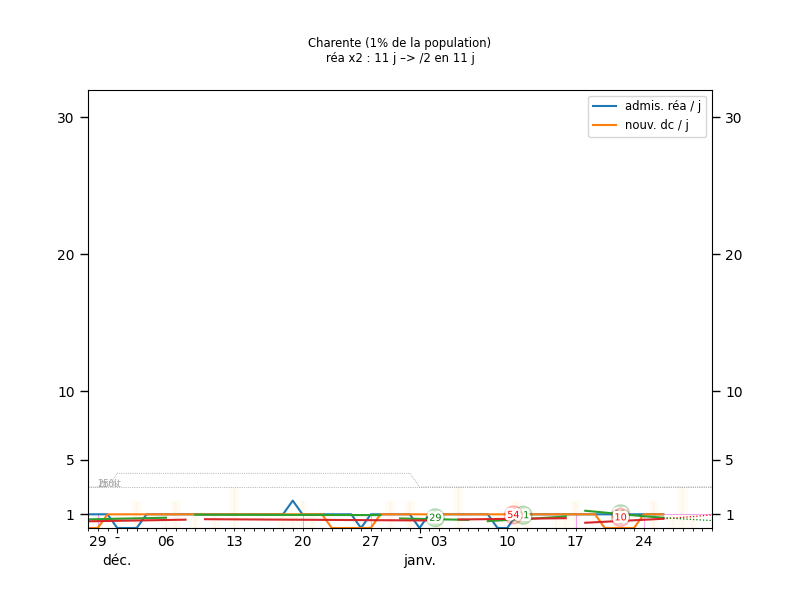 Charente (1% de la population)
réa x2 : 11 j –> /2 en 11 j
admis. réa / j
nouv. dc / j
30 30
20 20
10 10
5 5
1 1
29 54 10
29 - 06 13 20 27 - 03 10 17 24
déc. janv.